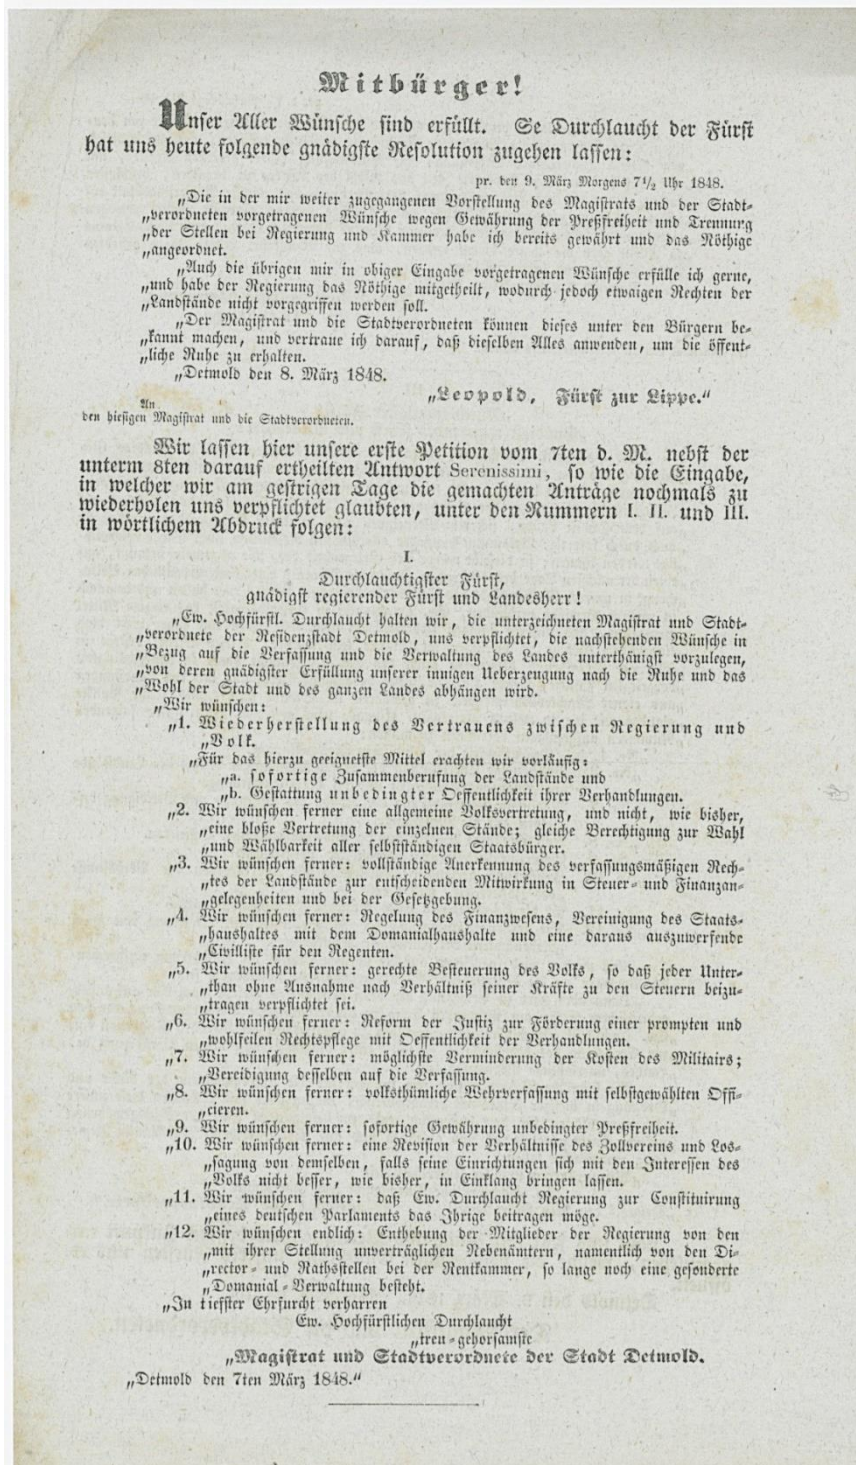 Mitbürger!
Unser Aller Wünsche sind erfüllt. Se Durchlaucht der Fürst
hat uns heute folgende gnädigste Resolution zugehen lassen:
pr. den 9. März Morgens 7 1/2 Uhr 1848.
„Die in der mir weiter zugegangenen Vorstellung des Magistrats und der Stadt-
„verordneten vorgetragenen Wünsche wegen Gewährung der Preßfreiheit und Trennung
„der Stellen bei Regierung und Kammer habe ich bereits gewährt und das Nöthige
„angeordnet.
„Auch die übrigen mir in obiger Eingabe vorgetragenen Wünsche erfülle ich gerne,
„und habe der Regierung das Nöthige mitgetheilt, wodurch jedoch etwaigen Rechten der
„Landstände nicht vorgegriffen werden soll.
„Der Magistrat und die Stadtverordneten können dieses unter den Bürgern be-
„kannt machen, und vertraue ich darauf, daß dieselben Alles anwenden, um die öffent-
„liche Ruhe zu erhalten.
„Detmold den 8. März 1848.
„Leopold, Fürst zur Lippe.“
An
den hiesigen Magistrat und die Stadtverordneten.
Wir lassen hier unsere erste Petition vom 7ten d. M. nebst der
unterm 8ten darauf ertheilten Antwort Serenissimi, so wie die Eingabe,
in welcher wir am gestrigen Tage die gemachten Anträge nochmals zu
wiederholen uns verpflichtet glaubten, unter den Nummern I. II. und III.
in wörtlichem Abdruck folgen:
I.
Durchlauchtigster Fürst,
gnädigst regierender Fürst und Landesherr!
„Ew. Hochfürstl. Durchlaucht halten wir, die unterzeichneten Magistrat und Stadt-
„verordnete der Residenzstadt Detmold, uns verpflichtet, die nachstehenden Wünsche in
„Bezug auf die Verfassung und die Verwaltung des Landes unterthänigst vorzulegen,
„von deren gnädigster Erfüllung unserer innigen Ueberzeugung nach die Ruhe und das
„Wohl der Stadt und des ganzen Landes abhängen wird.
„Wir wünschen:
„1. Wiederherstellung des Vertrauens zwischen Regierung und
„Volk.
„Für das hierzu geeignetste Mittel erachten wir vorläufig:
„a. sofortige Zusammenberufung der Landstände und
„b. Gestattung unbedingter Oeffentlichkeit ihrer Verhandlungen.
„2. Wir wünschen ferner eine allgemeine Volksvertretung, und nicht, wie bisher,
„eine bloße Vertretung der einzelnen Stände; gleiche Berechtigung zur Wahl
„und Wählbarkeit aller selbstständigen Staatsbürger.
„3. Wir wünschen ferner: vollständige Anerkennung des verfassungsmäßigen Rech-
„tes der Landstände zur entscheidenden Mitwirkung in Steuer- und Finanzan-
„gelegenheiten und bei der Gesetzgebung.
„4. Wir wünschen ferner: Regelung des Finanzwesens, Vereinigung des Staats-
„haushaltes mit dem Domanialhaushalte und eine daraus auszuwerfende
„Civilliste für den Regenten.
„5. Wir wünschen ferner: gerechte Besteuerung des Volks, so daß jeder Unter-
„than ohne Ausnahme nach Verhältniß seiner Kräfte zu den Steuern beizu-
„tragen verpflichtet sei.
„6. Wir wünschen ferner: Reform der Justiz zur Förderung einer prompten und
„wohlfeilen Rechtspflege mit Oeffentlichkeit der Verhandlungen.
„7. Wir wünschen ferner: möglichste Verminderung der Kosten des Militairs;
„Vereidigung desselben auf die Verfassung.
„8. Wir wünschen ferner: volksthümliche Wehrverfassung mit selbstgewählten Offi-
„cieren.
„9. Wir wünschen ferner: sofortige Gewährung unbedingter Preßfreiheit.
„10. Wir wünschen ferner: eine Revision der Verhältnisse des Zollvereins und Los-
„sagung von demselben, falls seine Einrichtungen sich mit den Interessen des
„Volks nicht besser, wie bisher, in Einklang bringen lassen.
„11. Wir wünschen ferner: daß Ew. Durchlaucht Regierung zur Constituirung
„eines deutschen Parlaments das Ihrige beitragen möge.
„12. Wir wünschen endlich: Enthebung der Mitglieder der Regierung von den
„mit ihrer Stellung unverträglichen Nebenämtern, namentlich von den Di-
„rector- und Rathsstellen bei der Rentkammer, so lange noch eine gesonderte
„Domanial-Verwaltung besteht.
„In tiefster Ehrfurcht verharren
Ew. Hochfürstlichen Durchlaucht
„treu-gehorsamste
„Magistrat und Stadtverordnete der Stadt Detmold.
„Detmold den 7ten März 1848.“